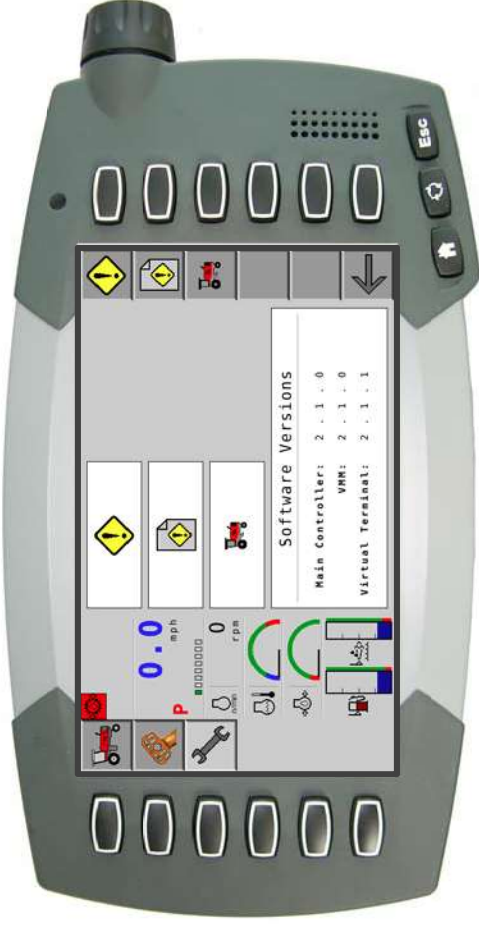 0.0
mph
P
0
rpm
Software Versions
Main Controller: 2 . 1 . 0
VMM: 2 . 1 . 0
Virtual Terminal: 2 . 1 . 1
Esc